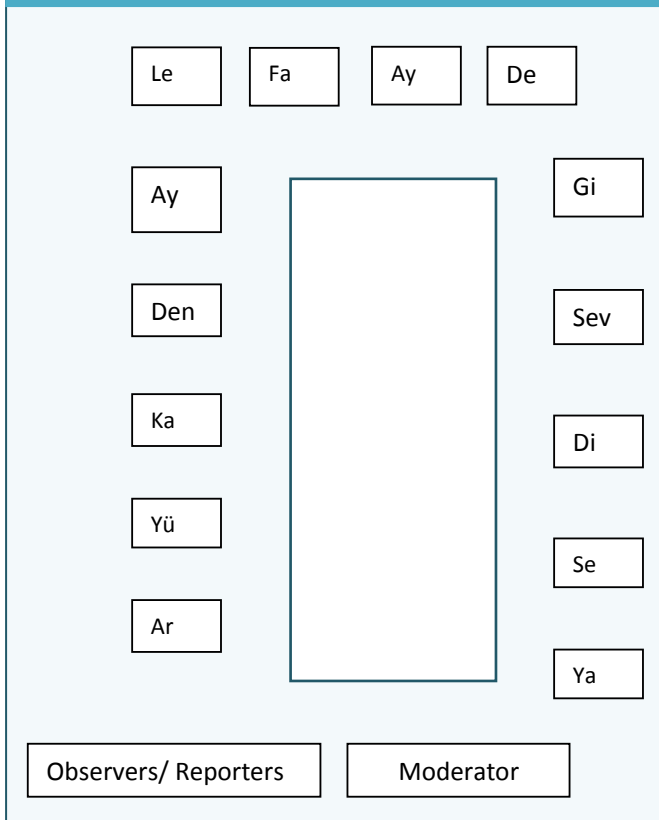 Le Fa Ay De
Ay
Gi
Den
Sev
Ka
Di
Yü
Se
Ar
Ya
Observers/ Reporters
Moderator